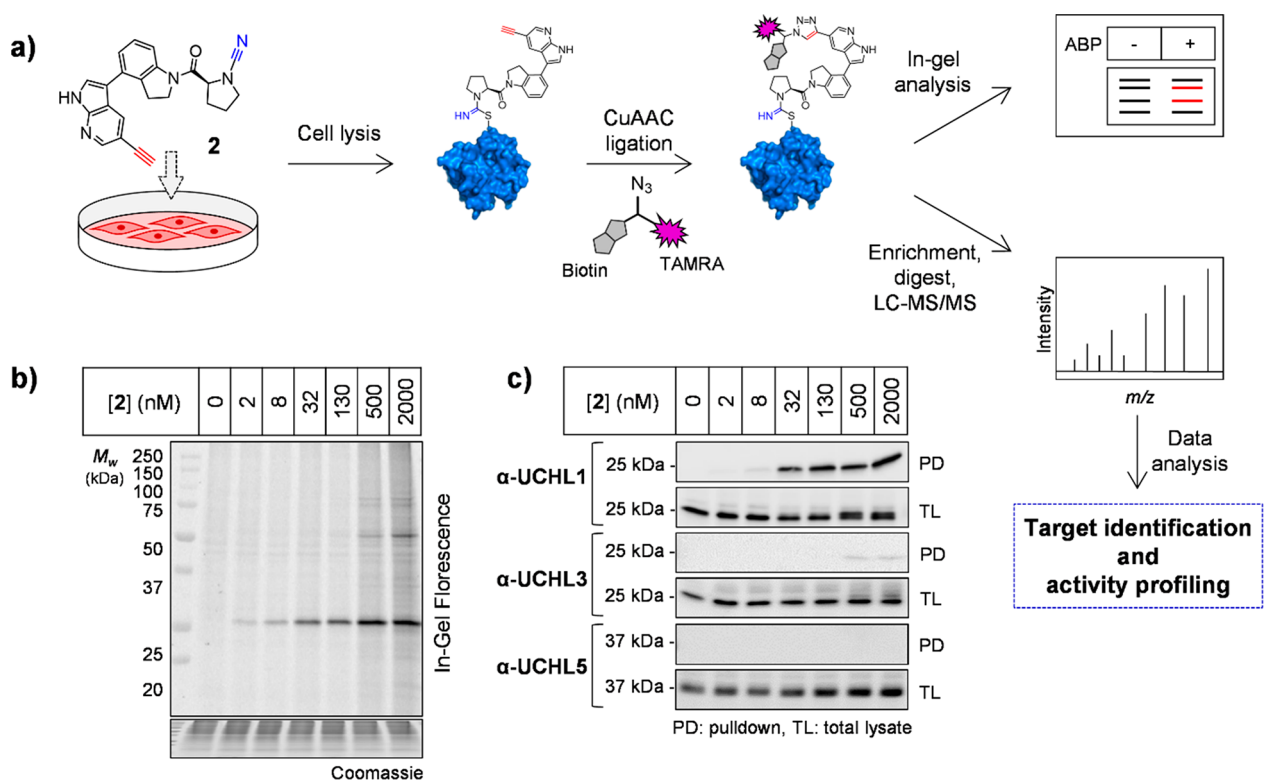 a)
N
N
O
N
HN
N
2
Cell lysis
N
NH
N
O
N
HN
S
CuAAC
ligation
N3
Biotin
TAMRA
N=N
N
N
NH
N
O
N
HN
S
In-gel
analysis
ABP
-
+
Enrichment,
digest,
LC-MS/MS
Intensity
m/z
Data
analysis
Target identification
and
activity profiling
b)
[2] (nM) 0 2 8 32 130 500 2000
Mw
(kDa)
250
150
100
75
50
37
25
20
In-Gel Florescence
Coomassie
c)
[2] (nM) 0 2 8 32 130 500 2000
α-UCHL1
25 kDa - PD
25 kDa - TL
α-UCHL3
25 kDa - PD
25 kDa - TL
α-UCHL5
37 kDa - PD
37 kDa - TL
PD: pulldown, TL: total lysate